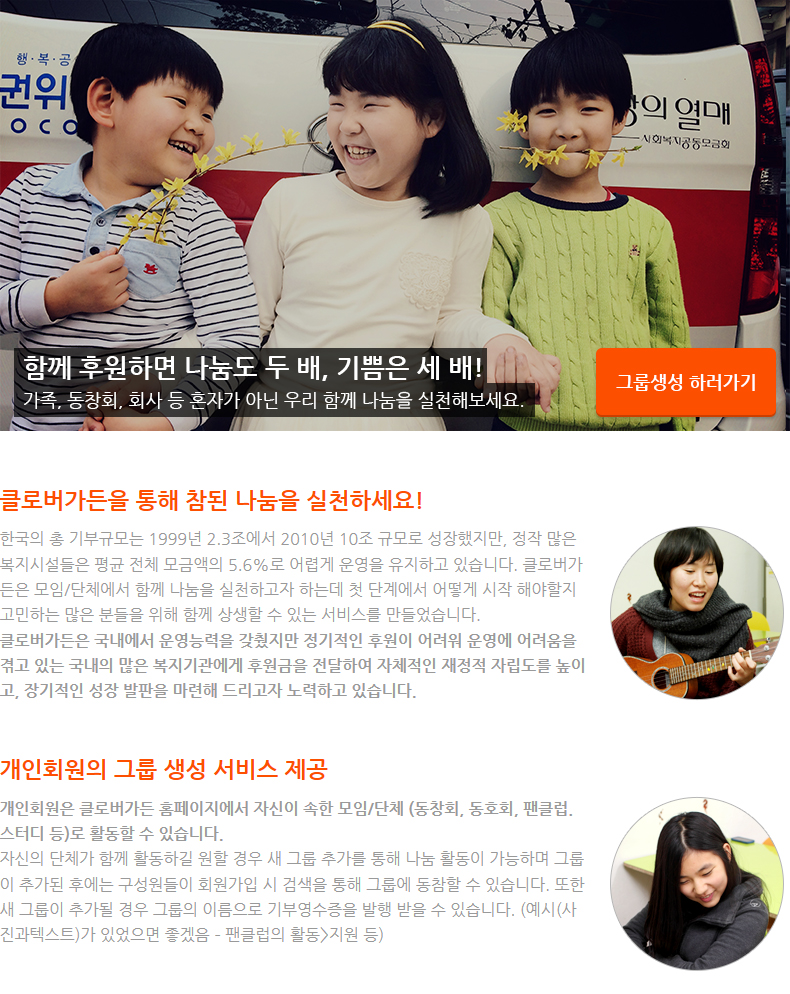 행·복·공
권위
사랑의 열매
사회복지공동모금회
함께 후원하면 나눔도 두 배, 기쁨은 세 배!
가족, 동창회, 회사 등 혼자가 아닌 우리 함께 나눔을 실천해보세요.
그룹생성 하러가기
클로버가든을 통해 참된 나눔을 실천하세요!
한국의 총 기부규모는 1999년 2.3조에서 2010년 10조 규모로 성장했지만, 정작 많은
복지시설들은 평균 전체 모금액의 5.6%로 어렵게 운영을 유지하고 있습니다. 클로버가
든은 모임/단체에서 함께 나눔을 실천하고자 하는데 첫 단계에서 어떻게 시작 해야할지
고민하는 많은 분들을 위해 함께 상생할 수 있는 서비스를 만들었습니다.
클로버가든은 국내에서 운영능력을 갖췄지만 정기적인 후원이 어려워 운영에 어려움을
겪고 있는 국내의 많은 복지기관에게 후원금을 전달하여 자체적인 재정적 자립도를 높이
고, 장기적인 성장 발판을 마련해 드리고자 노력하고 있습니다.
개인회원의 그룹 생성 서비스 제공
개인회원은 클로버가든 홈페이지에서 자신이 속한 모임/단체 (동창회, 동호회, 팬클럽.
스터디 등)로 활동할 수 있습니다.
자신의 단체가 함께 활동하길 원할 경우 새 그룹 추가를 통해 나눔 활동이 가능하며 그룹
이 추가된 후에는 구성원들이 회원가입 시 검색을 통해 그룹에 동참할 수 있습니다. 또한
새 그룹이 추가될 경우 그룹의 이름으로 기부영수증을 발행 받을 수 있습니다. (예시(사
진과텍스트)가 있었으면 좋겠음 - 팬클럽의 활동>지원 등)